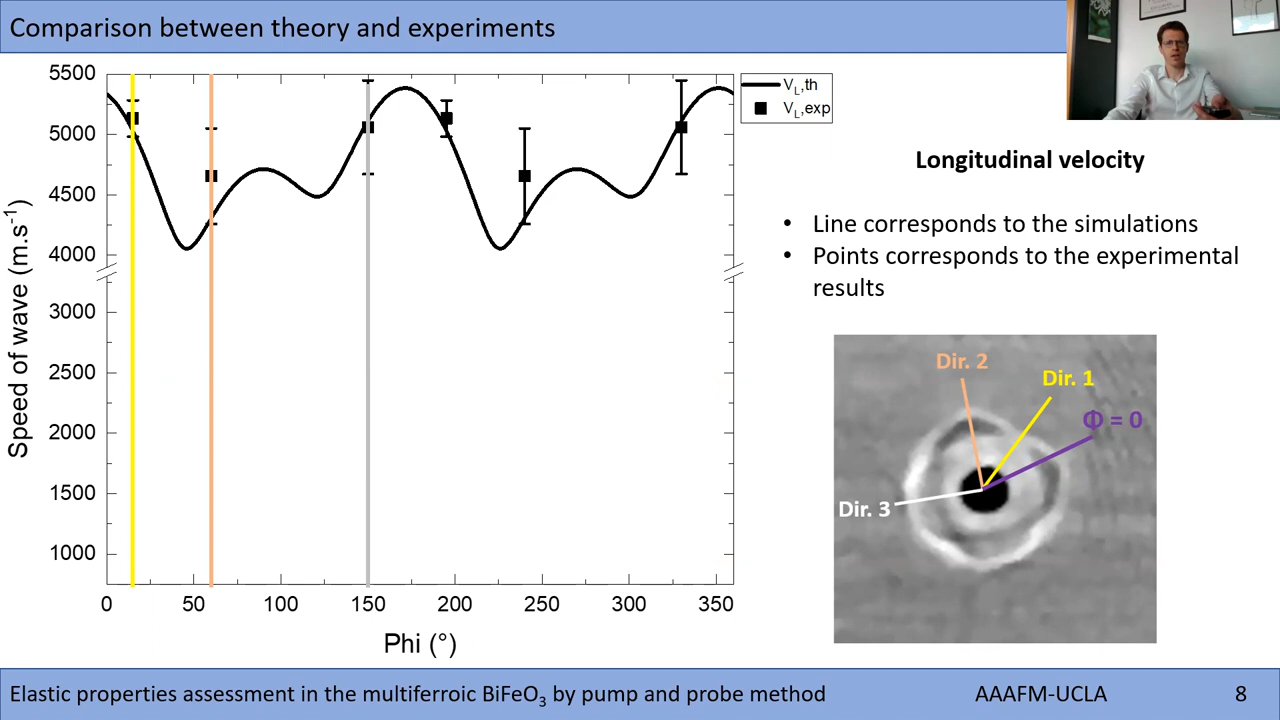 Comparison between theory and experiments
5500
5000
4500
4000
3000
2500
2000
1500
1000
Speed of wave (m.s⁻¹)
0 50 100 150 200 250 300 350
Phi (°)
V_L,th
V_L,exp
Longitudinal velocity
• Line corresponds to the simulations
• Points corresponds to the experimental
results
Dir. 2
Dir. 1
Φ = 0
Dir. 3
Elastic properties assessment in the multiferroic BiFeO₃ by pump and probe method
AAAFM-UCLA
8